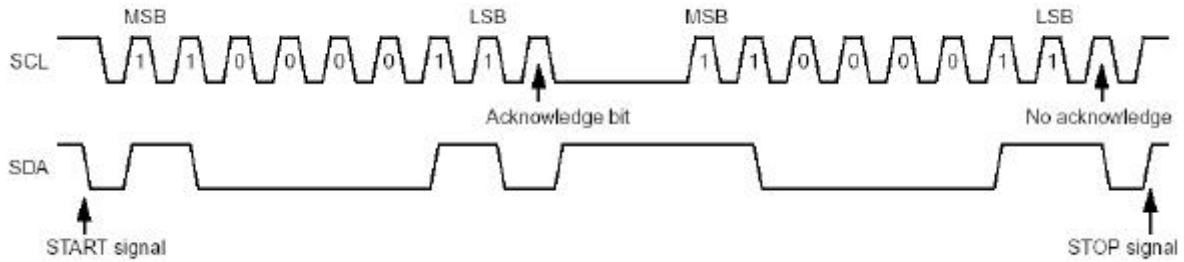 MSB LSB MSB LSB
SCL 1 1 0 0 0 0 1 1 1 1 0 0 0 0 1 1
Acknowledge bit No acknowledge
SDA
START signal STOP signal